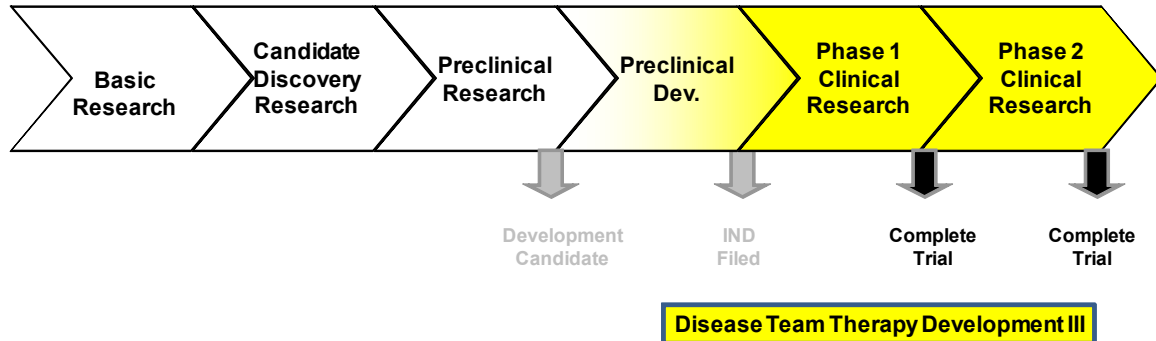 Basic
Research
Candidate
Discovery
Research
Preclinical
Research
Preclinical
Dev.
Phase 1
Clinical
Research
Phase 2
Clinical
Research
Development
Candidate
IND
Filed
Complete
Trial
Complete
Trial
Disease Team Therapy Development III